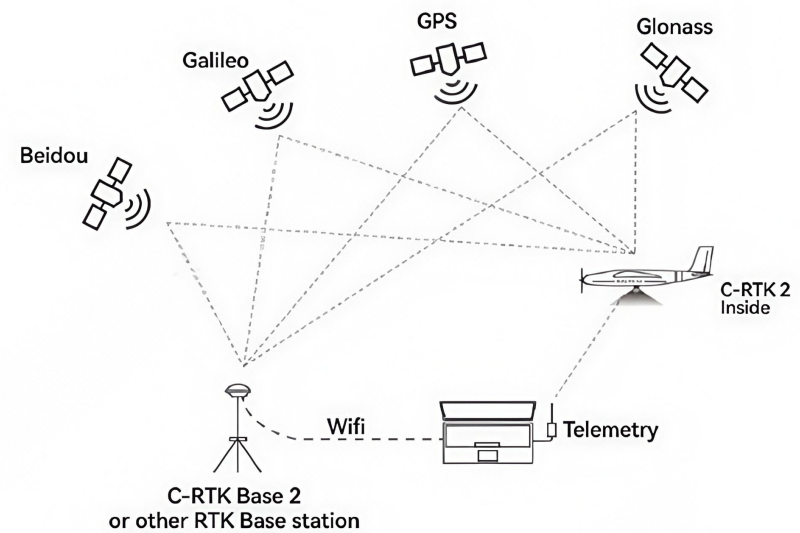 GPS
Glonass
Galileo
Beidou
C-RTK 2
Inside
Wifi
Telemetry
C-RTK Base 2
or other RTK Base station